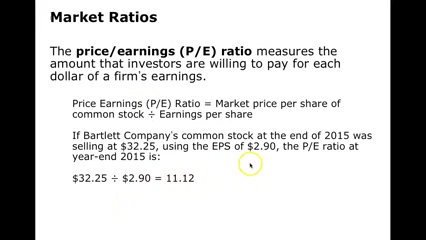 Market Ratios
The price/earnings (P/E) ratio measures the
amount that investors are willing to pay for each
dollar of a firm's earnings.
Price Earnings (P/E) Ratio = Market price per share of
common stock ÷ Earnings per share
If Bartlett Company's common stock at the end of 2015 was
selling at $32.25, using the EPS of $2.90, the P/E ratio at
year-end 2015 is:
$32.25 ÷ $2.90 = 11.12